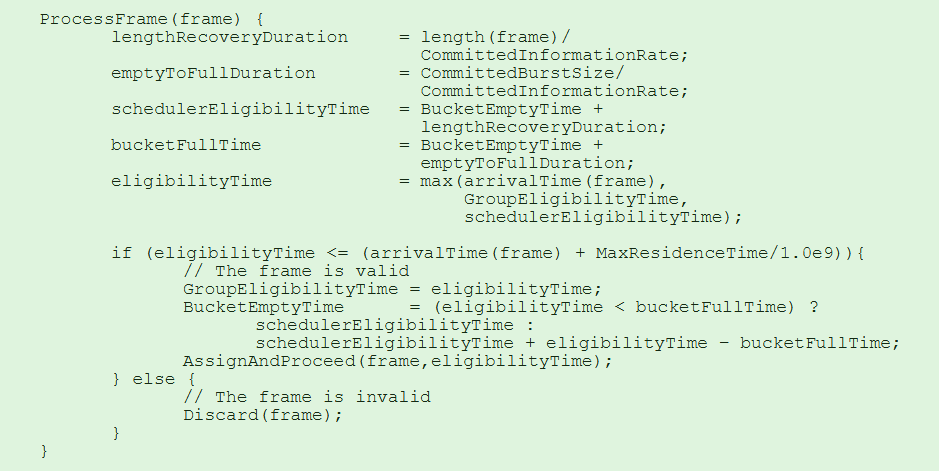 ProcessFrame(frame) {
lengthRecoveryDuration = length(frame)/
CommittedInformationRate;
emptyToFullDuration = CommittedBurstSize/
CommittedInformationRate;
schedulerEligibilityTime = BucketEmptyTime +
lengthRecoveryDuration;
bucketFullTime = BucketEmptyTime +
emptyToFullDuration;
eligibilityTime = max(arrivalTime(frame),
GroupEligibilityTime,
schedulerEligibilityTime);
if (eligibilityTime <= (arrivalTime(frame) + MaxResidenceTime/1.0e9)){
// The frame is valid
GroupEligibilityTime = eligibilityTime;
BucketEmptyTime = (eligibilityTime < bucketFullTime) ?
schedulerEligibilityTime :
schedulerEligibilityTime + eligibilityTime - bucketFullTime;
AssignAndProceed(frame,eligibilityTime);
} else {
// The frame is invalid
Discard(frame);
}
}